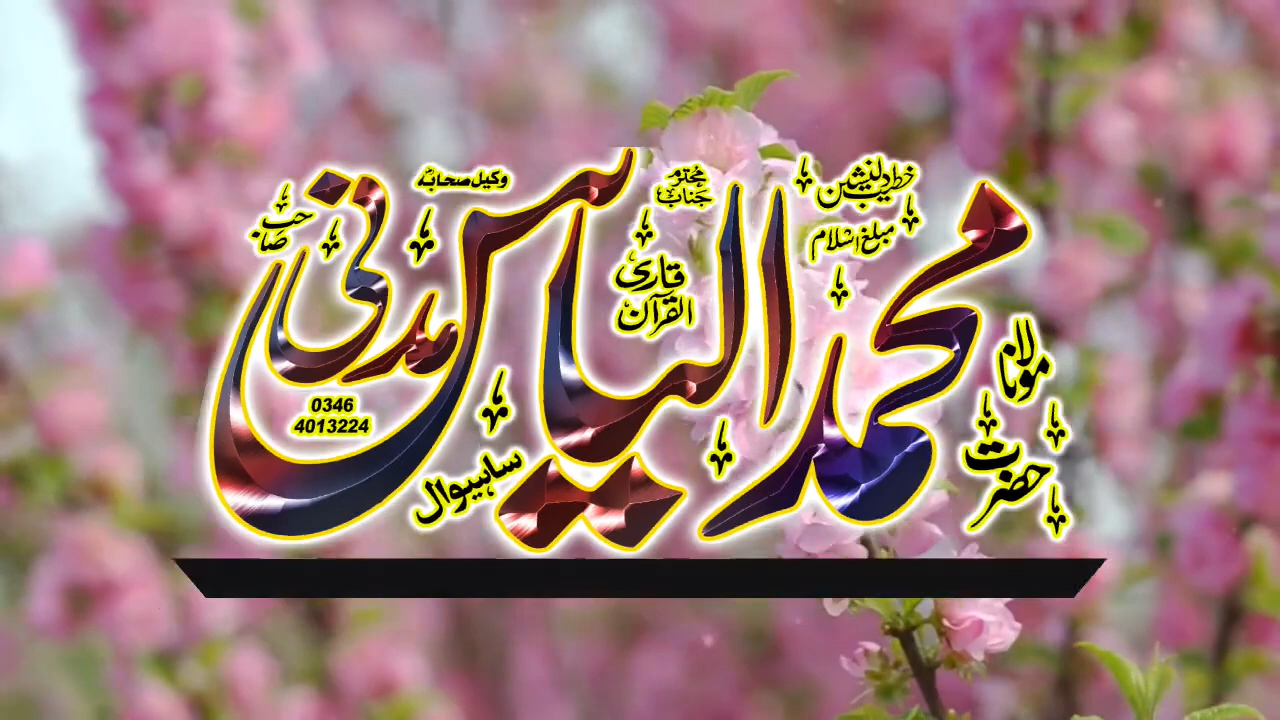 حضرت
مولانا
خطیب دلنشین
مبلغ اسلام
محترم
جناب
قاری
القرآن
محمد الیاس مدنی
وکیل صحابہؓ
صاحب
ساہیوال
0346
4013224